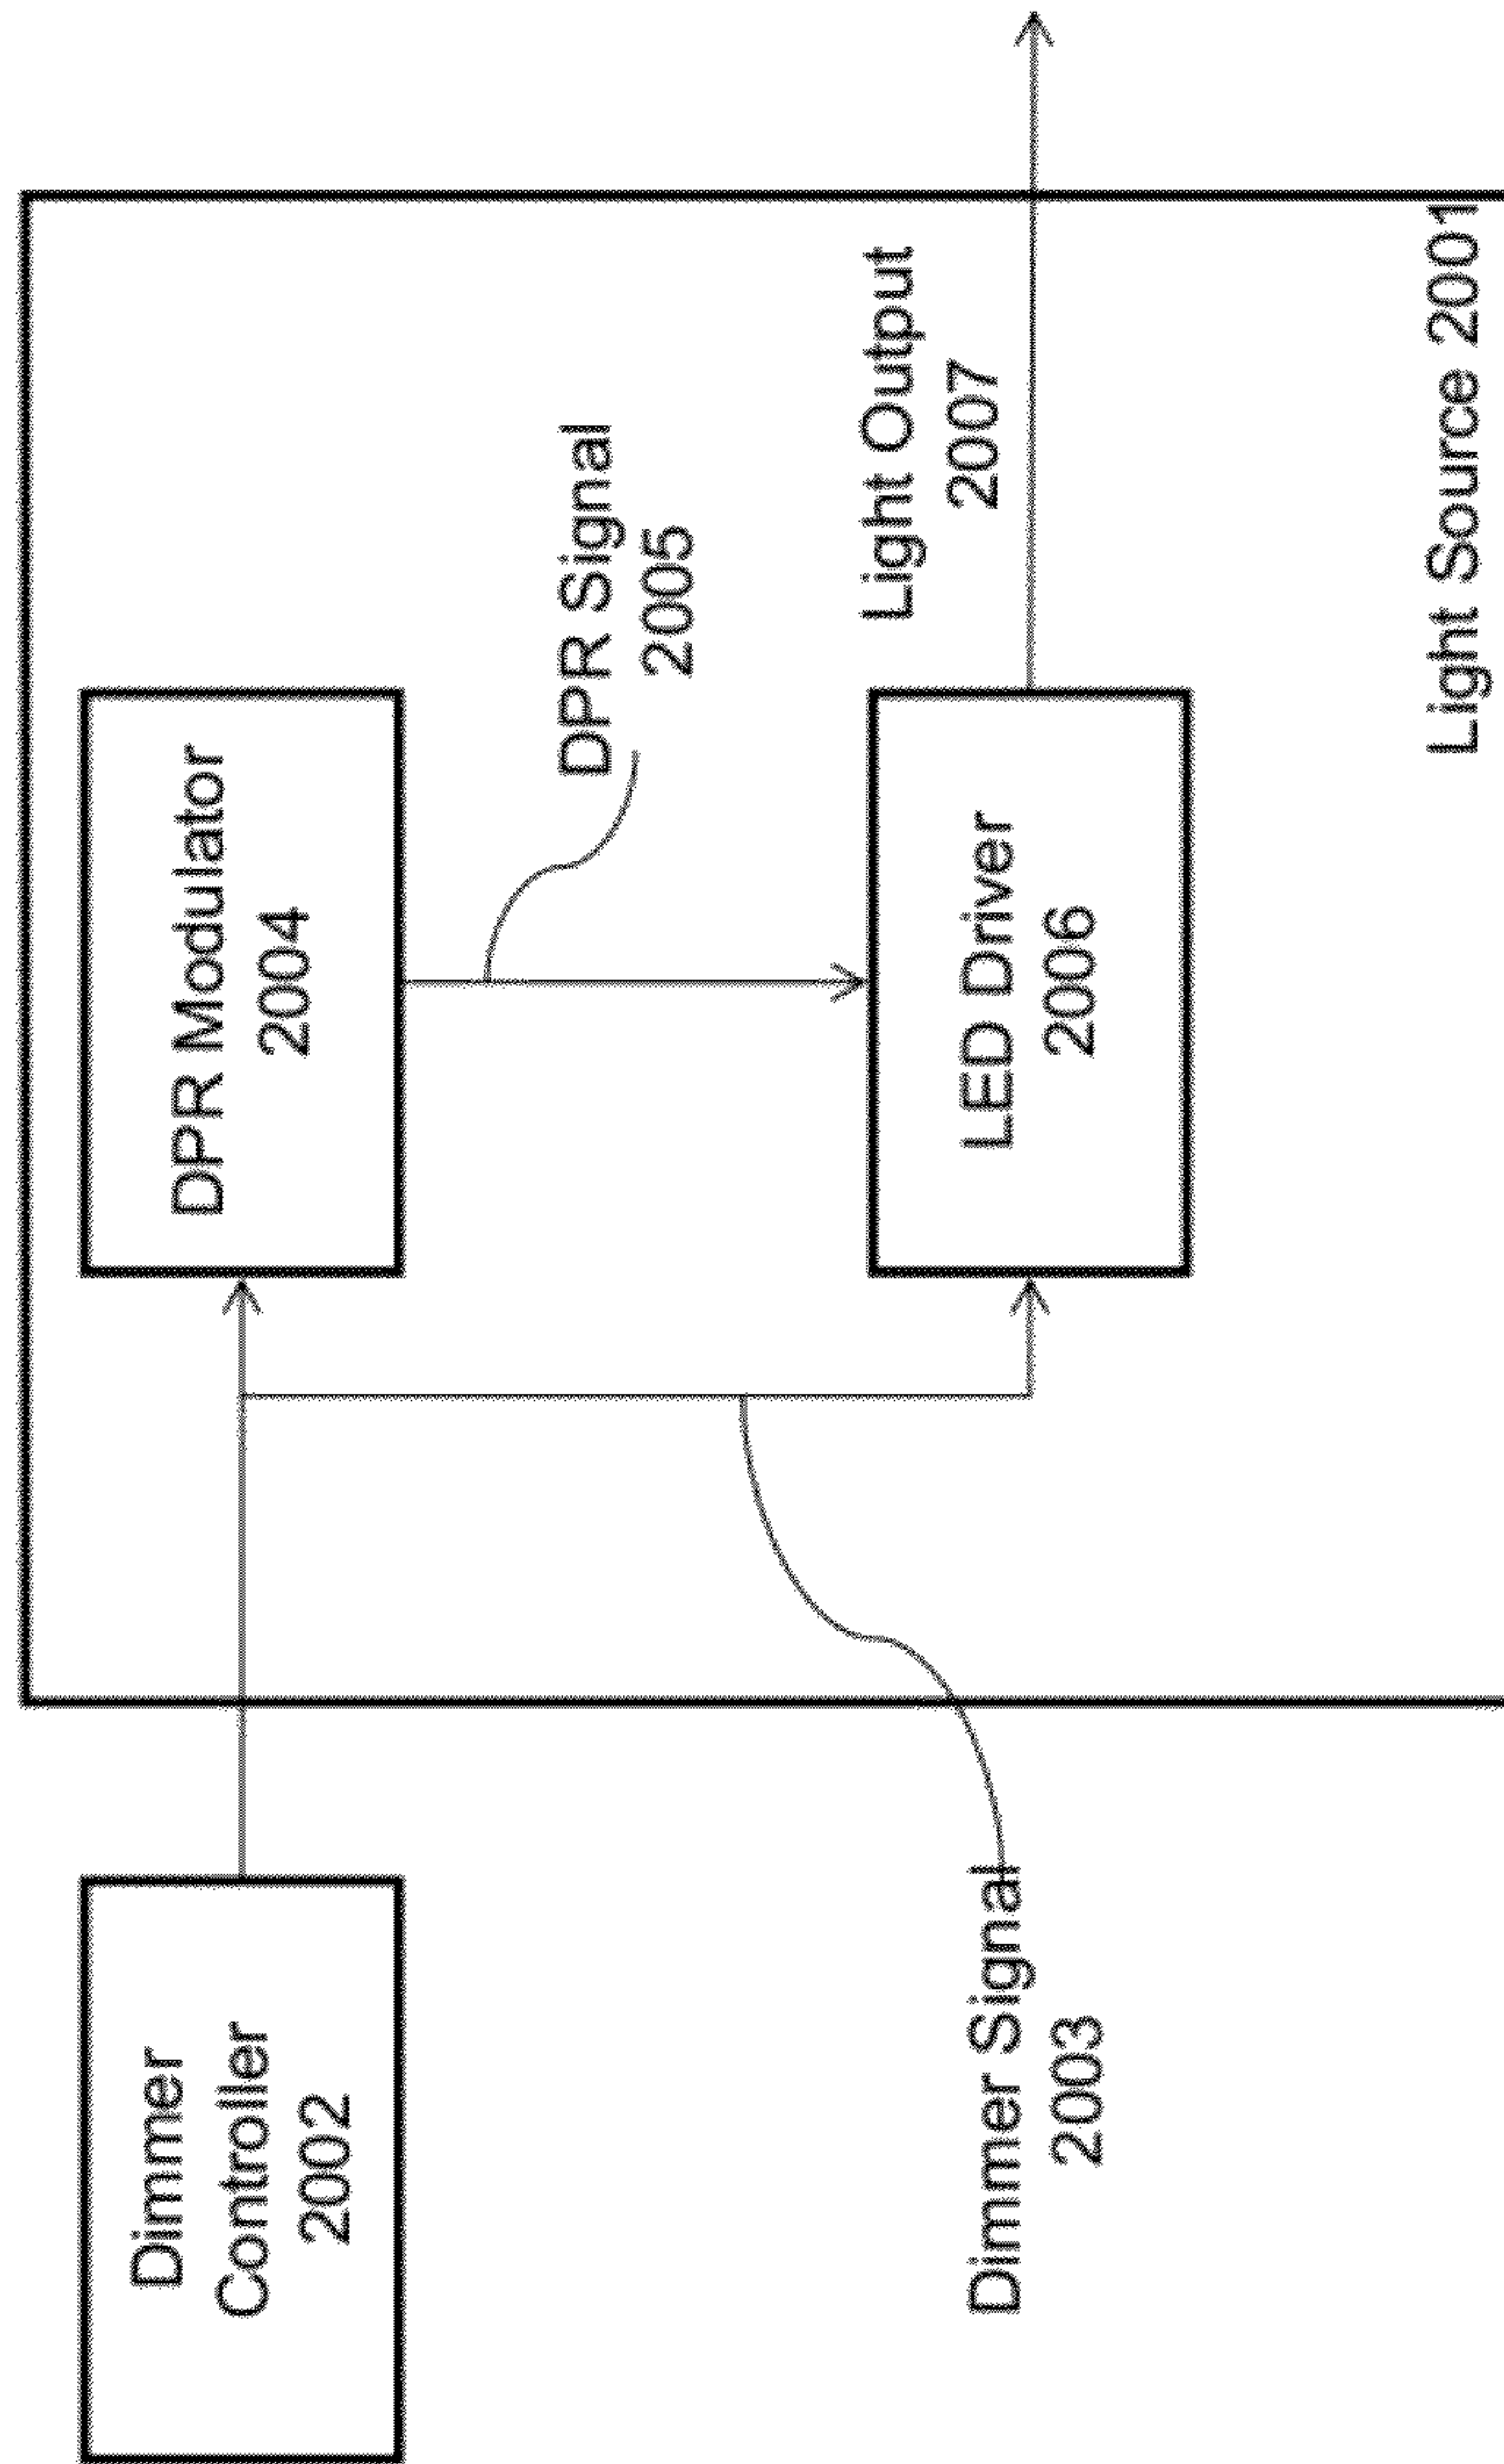 Dimmer
Controller
2002
DPR Modulator
2004
DPR Signal
2005
Dimmer Signal
2003
LED Driver
2006
Light Output
2007
Light Source 2001